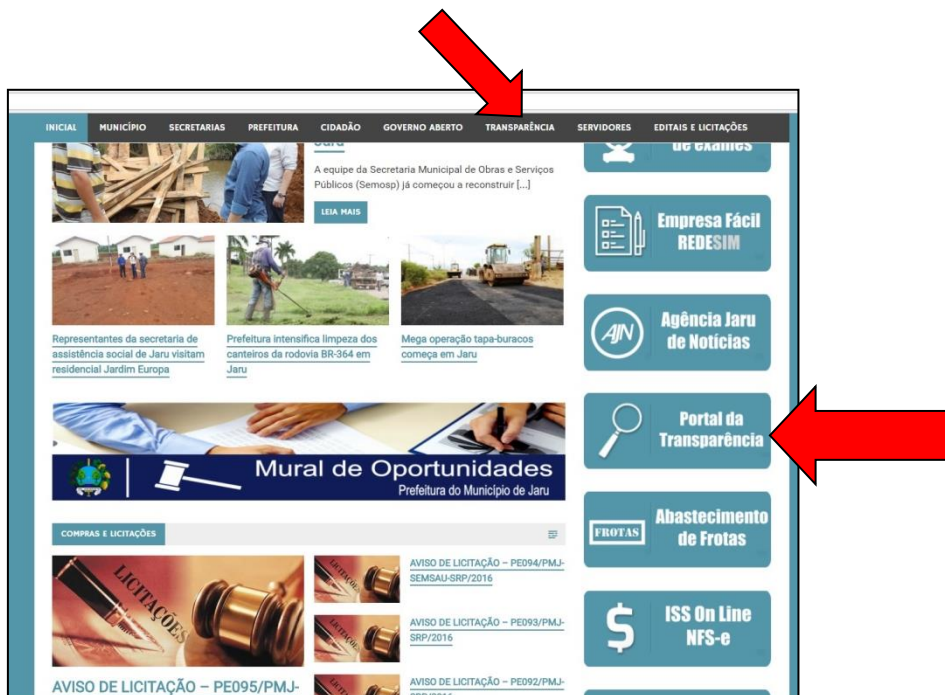 INICIAL MUNICÍPIO SECRETARIAS PREFEITURA CIDADÃO GOVERNO ABERTO TRANSPARÊNCIA SERVIDORES EDITAIS E LICITAÇÕES
Jaru
A equipe da Secretaria Municipal de Obras e Serviços
Públicos (Semosp) já começou a reconstruir [...]
LEIA MAIS
Representantes da secretaria de
assistência social de Jaru visitam
residencial Jardim Europa
Prefeitura intensifica limpeza dos
canteiros da rodovia BR-364 em
Jaru
Mega operação tapa-buracos
começa em Jaru
Mural de Oportunidades
Prefeitura do Município de Jaru
COMPRAS E LICITAÇÕES
LICITAÇÕES
AVISO DE LICITAÇÃO – PE095/PMJ-
LICITAÇÕES
AVISO DE LICITAÇÃO – PE094/PMJ-
SEMSAU-SRP/2016
LICITAÇÕES
AVISO DE LICITAÇÃO – PE093/PMJ-
SRP/2016
AVISO DE LICITAÇÃO – PE092/PMJ-
SRP/2016
de exames
Empresa Fácil
REDESIM
AJN
Agência Jaru
de Notícias
Portal da
Transparência
FROTAS
Abastecimento
de Frotas
$
ISS On Line
NFS-e